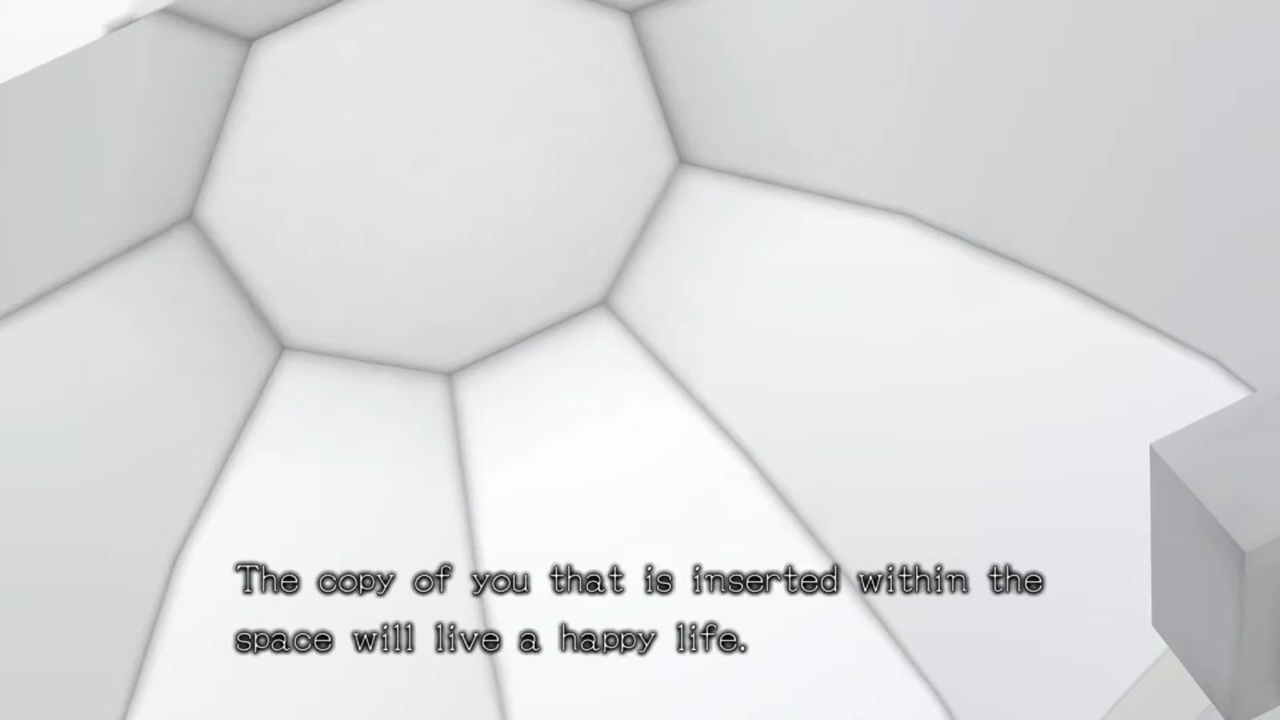 The copy of you that is inserted within the
space will live a happy life.